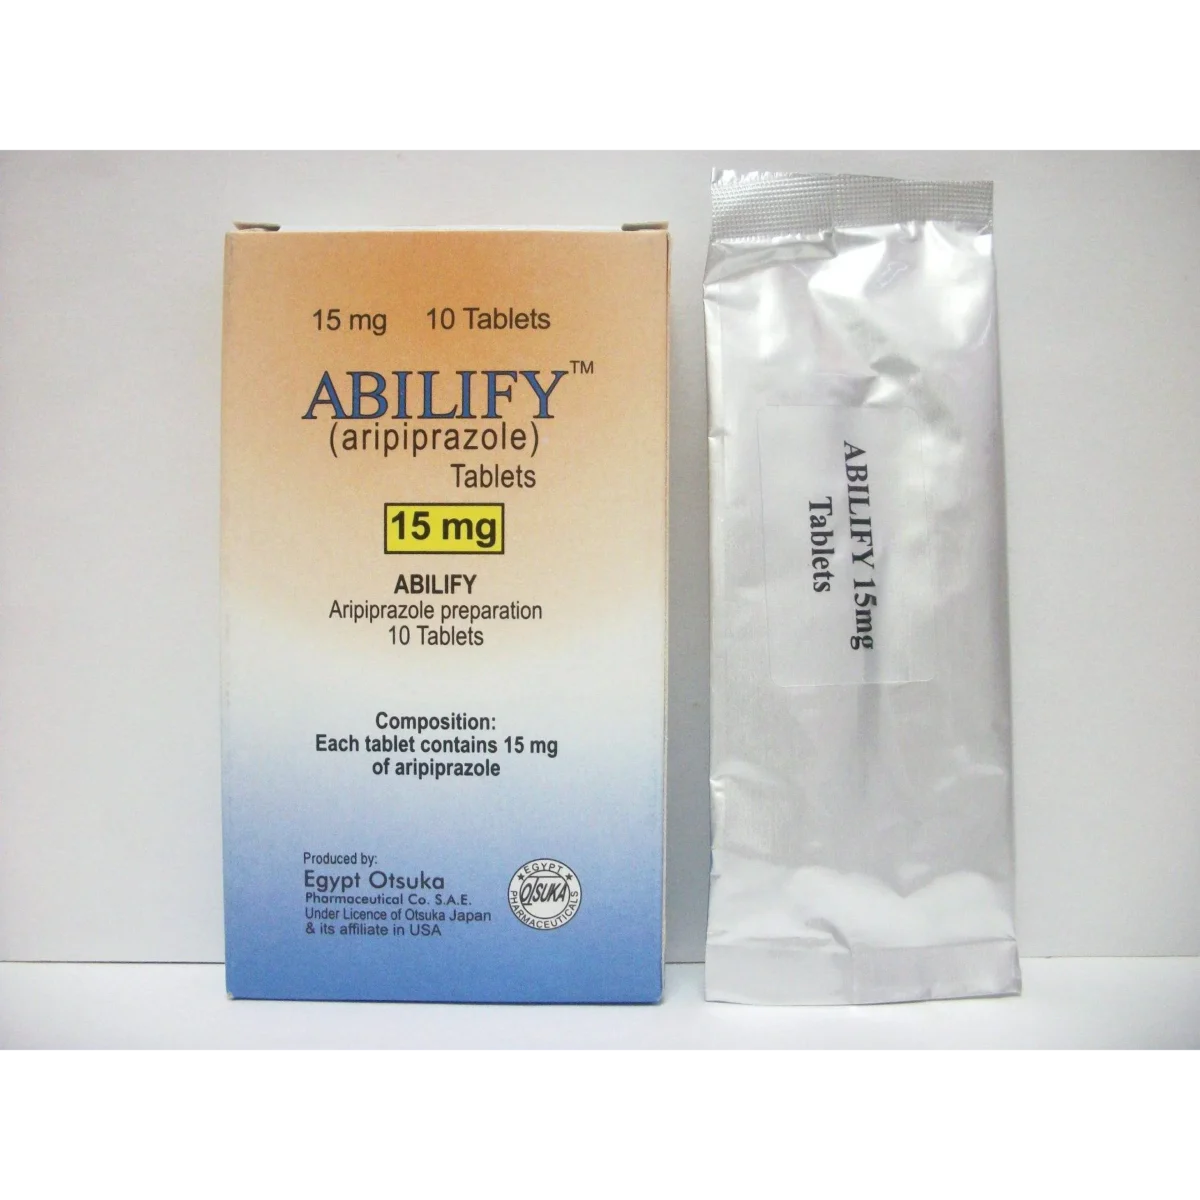 15 mg 10 Tablets
ABILIFY™
(aripiprazole)
Tablets
15 mg
ABILIFY
Aripiprazole preparation
10 Tablets
Composition:
Each tablet contains 15 mg
of aripiprazole
Produced by:
Egypt Otsuka
Pharmaceutical Co. S.A.E.
Under Licence of Otsuka Japan
& its affiliate in USA
EGYPT
OTSUKA
PHARMACEUTICALS
ABILIFY 15mg
Tablets